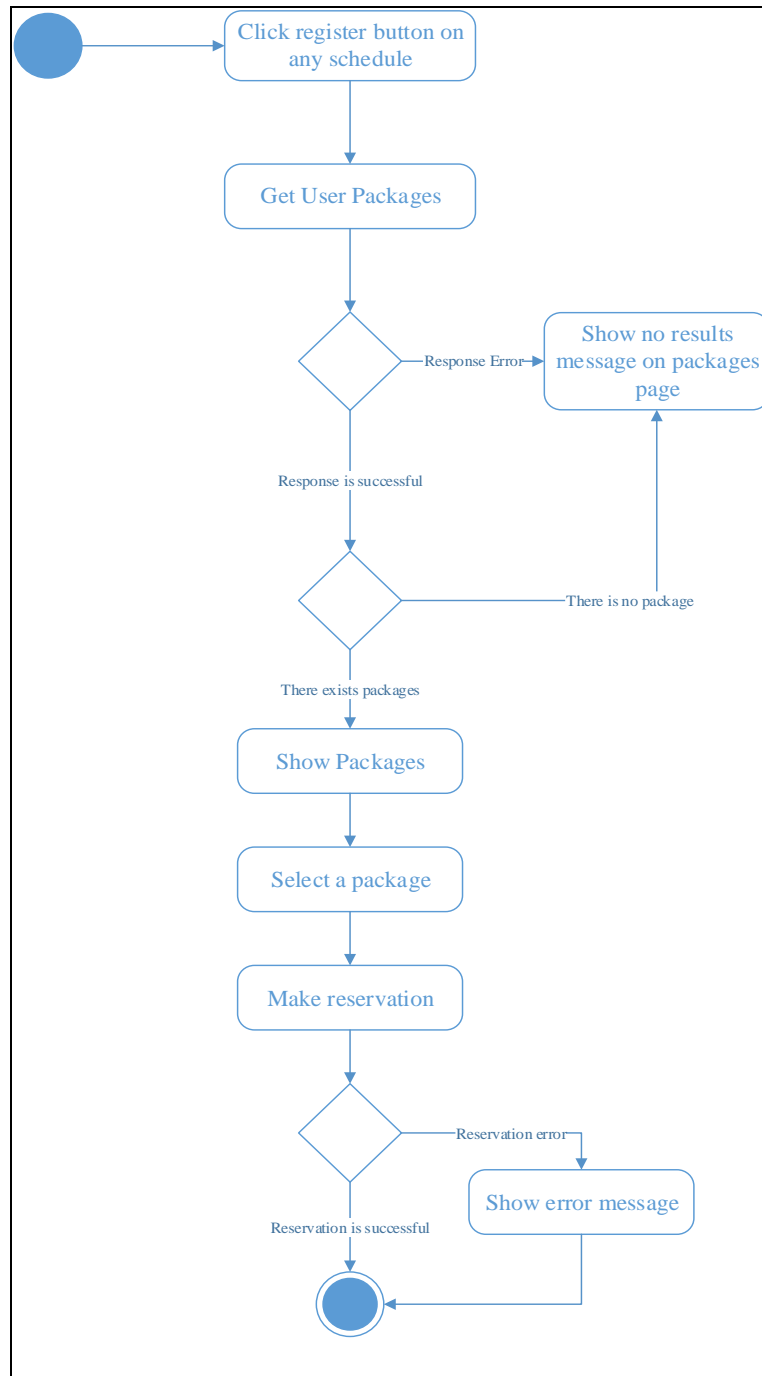 Click register button on
any schedule
Get User Packages
Response Error
Show no results
message on packages
page
Response is successful
There is no package
There exists packages
Show Packages
Select a package
Make reservation
Reservation error
Show error message
Reservation is successful